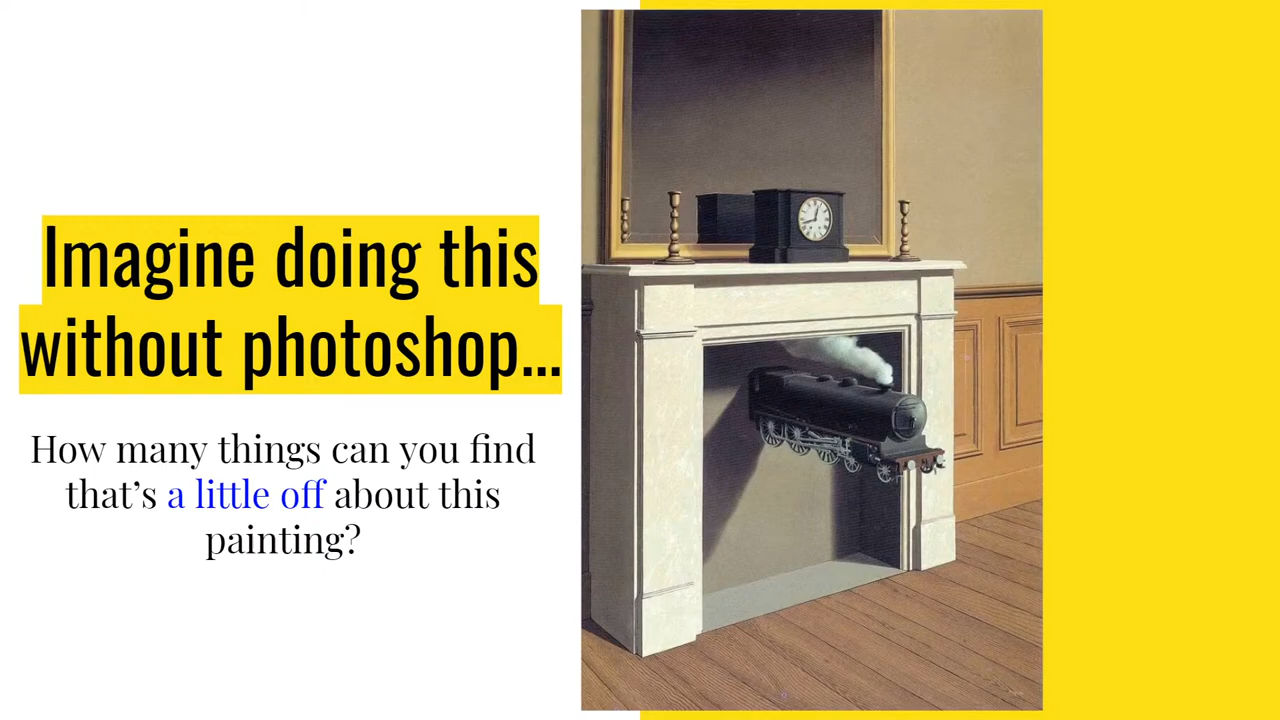 Imagine doing this
without photoshop...
How many things can you find
that's a little off about this
painting?